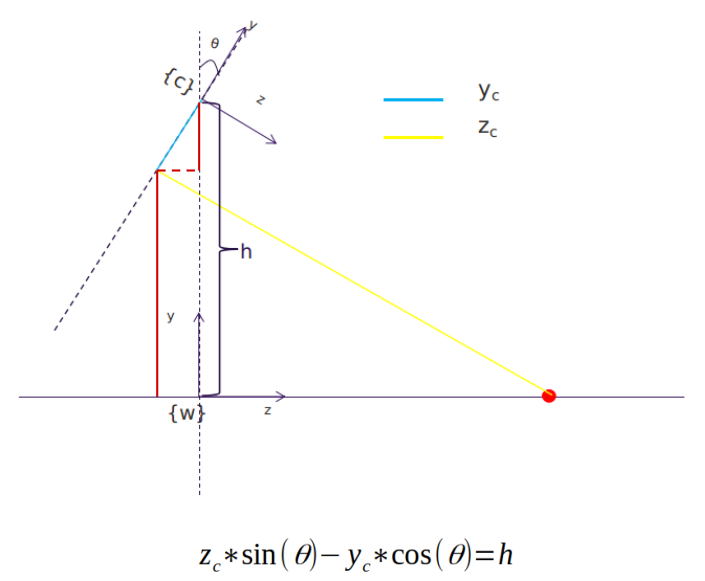 y
θ
{c}
z
y_c
z_c
h
y
{w}
z
z_c*sin(θ)−y_c*cos(θ)=h